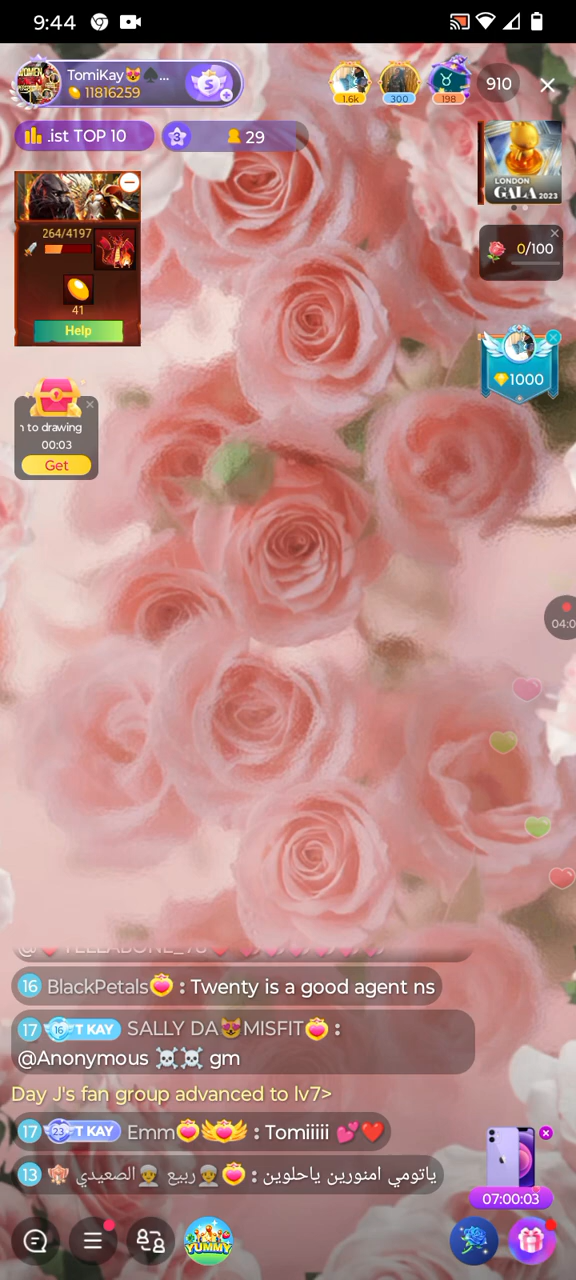 9:44
TomiKay😻♠️...
11816259
S
1.6k
300
198
910
.ist TOP 10
3
29
LONDON
GALA 2023
264/4197
41
Help
0/100
1000
to drawing
00:03
Get
04:0
16 BlackPetals : Twenty is a good agent ns
17 16 T KAY SALLY DA😻MISFIT :
@Anonymous ☠️☠️ gm
Day J's fan group advanced to lv7>
17 23 T KAY Emm : Tomiiiii 💕❤️
13 ربيع 👳 الصعيدي 👳 : ياتومي امنورين ياحلوين
07:00:03
YUMMY